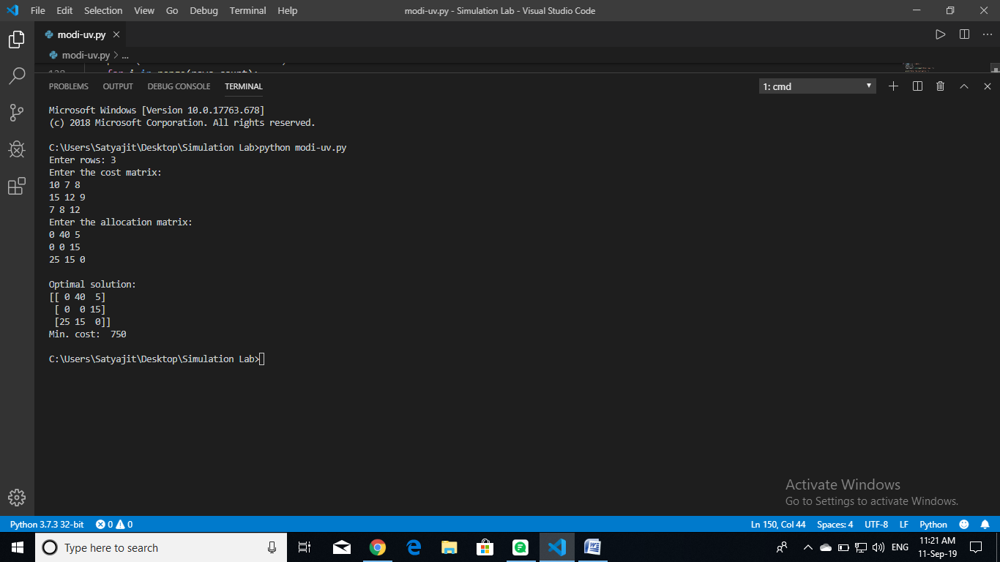 File Edit Selection View Go Debug Terminal Help
modi-uv.py - Simulation Lab - Visual Studio Code
modi-uv.py
modi-uv.py > ...
PROBLEMS OUTPUT DEBUG CONSOLE TERMINAL
1: cmd
Microsoft Windows [Version 10.0.17763.678]
(c) 2018 Microsoft Corporation. All rights reserved.
C:\Users\Satyajit\Desktop\Simulation Lab>python modi-uv.py
Enter rows: 3
Enter the cost matrix:
10 7 8
15 12 9
7 8 12
Enter the allocation matrix:
0 40 5
0 0 15
25 15 0
Optimal solution:
[[ 0 40  5]
 [ 0  0 15]
 [25 15  0]]
Min. cost:  750
C:\Users\Satyajit\Desktop\Simulation Lab>
Activate Windows
Go to Settings to activate Windows.
Python 3.7.3 32-bit 0 0 Ln 150, Col 44 Spaces: 4 UTF-8 LF Python
Type here to search
ENG
11:21 AM
11-Sep-19